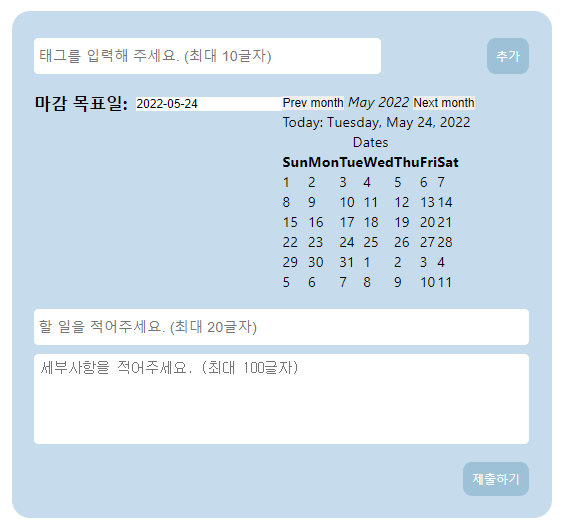 태그를 입력해 주세요. (최대 10글자) 추가
마감 목표일: 2022-05-24 Prev month May 2022 Next month
Today: Tuesday, May 24, 2022
Dates
Sun Mon Tue Wed Thu Fri Sat
1 2 3 4 5 6 7
8 9 10 11 12 13 14
15 16 17 18 19 20 21
22 23 24 25 26 27 28
29 30 31 1 2 3 4
5 6 7 8 9 10 11
할 일을 적어주세요. (최대 20글자)
세부사항을 적어주세요. (최대 100글자)
제출하기